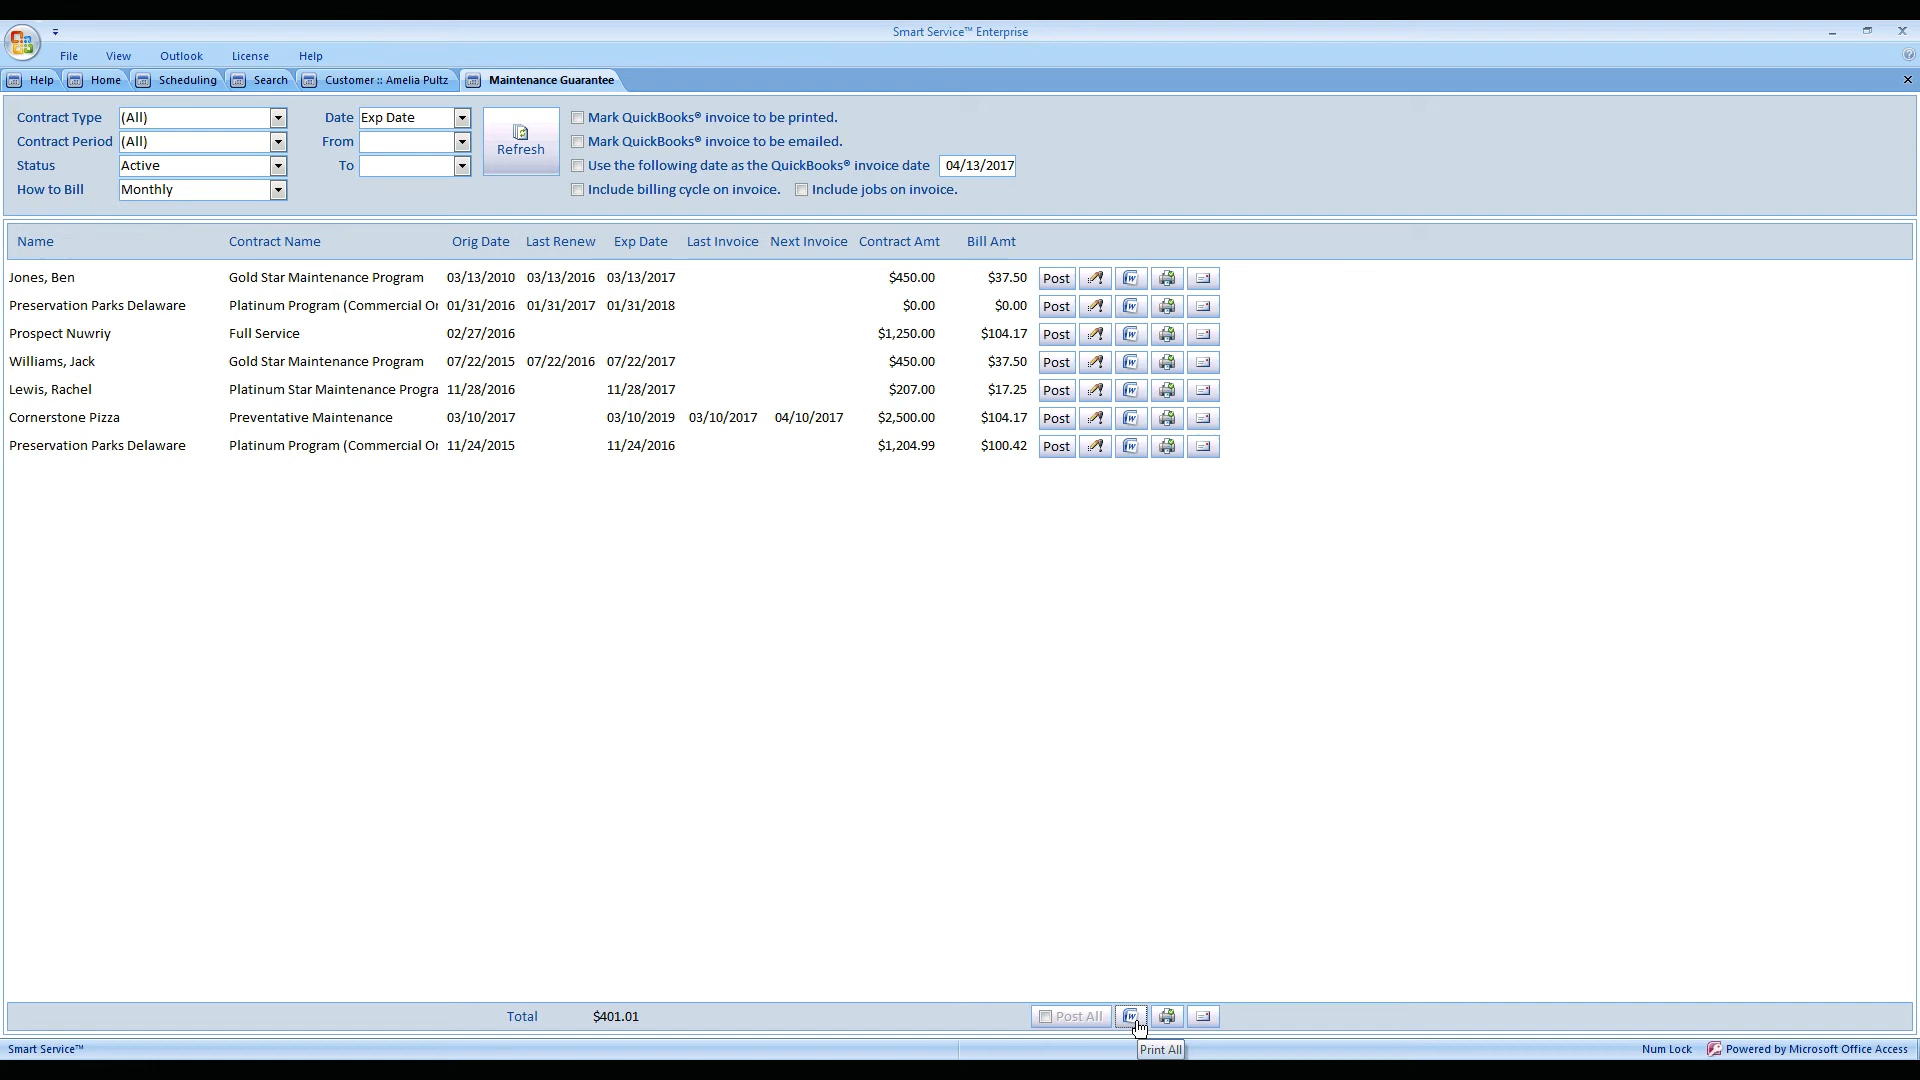 Smart Service™ Enterprise
File View Outlook License Help
Help Home Scheduling Search Customer :: Amelia Pultz Maintenance Guarantee
Contract Type (All) Date Exp Date Mark QuickBooks® invoice to be printed.
Contract Period (All) From Refresh Mark QuickBooks® invoice to be emailed.
Status Active To Use the following date as the QuickBooks® invoice date 04/13/2017
How to Bill Monthly Include billing cycle on invoice. Include jobs on invoice.
Name Contract Name Orig Date Last Renew Exp Date Last Invoice Next Invoice Contract Amt Bill Amt
Jones, Ben Gold Star Maintenance Program 03/13/2010 03/13/2016 03/13/2017 $450.00 $37.50 Post
Preservation Parks Delaware Platinum Program (Commercial Or 01/31/2016 01/31/2017 01/31/2018 $0.00 $0.00 Post
Prospect Nuwriy Full Service 02/27/2016 $1,250.00 $104.17 Post
Williams, Jack Gold Star Maintenance Program 07/22/2015 07/22/2016 07/22/2017 $450.00 $37.50 Post
Lewis, Rachel Platinum Star Maintenance Progra 11/28/2016 11/28/2017 $207.00 $17.25 Post
Cornerstone Pizza Preventative Maintenance 03/10/2017 03/10/2019 03/10/2017 04/10/2017 $2,500.00 $104.17 Post
Preservation Parks Delaware Platinum Program (Commercial Or 11/24/2015 11/24/2016 $1,204.99 $100.42 Post
Total $401.01 Post All
Print All
Smart Service™ Num Lock Powered by Microsoft Office Access